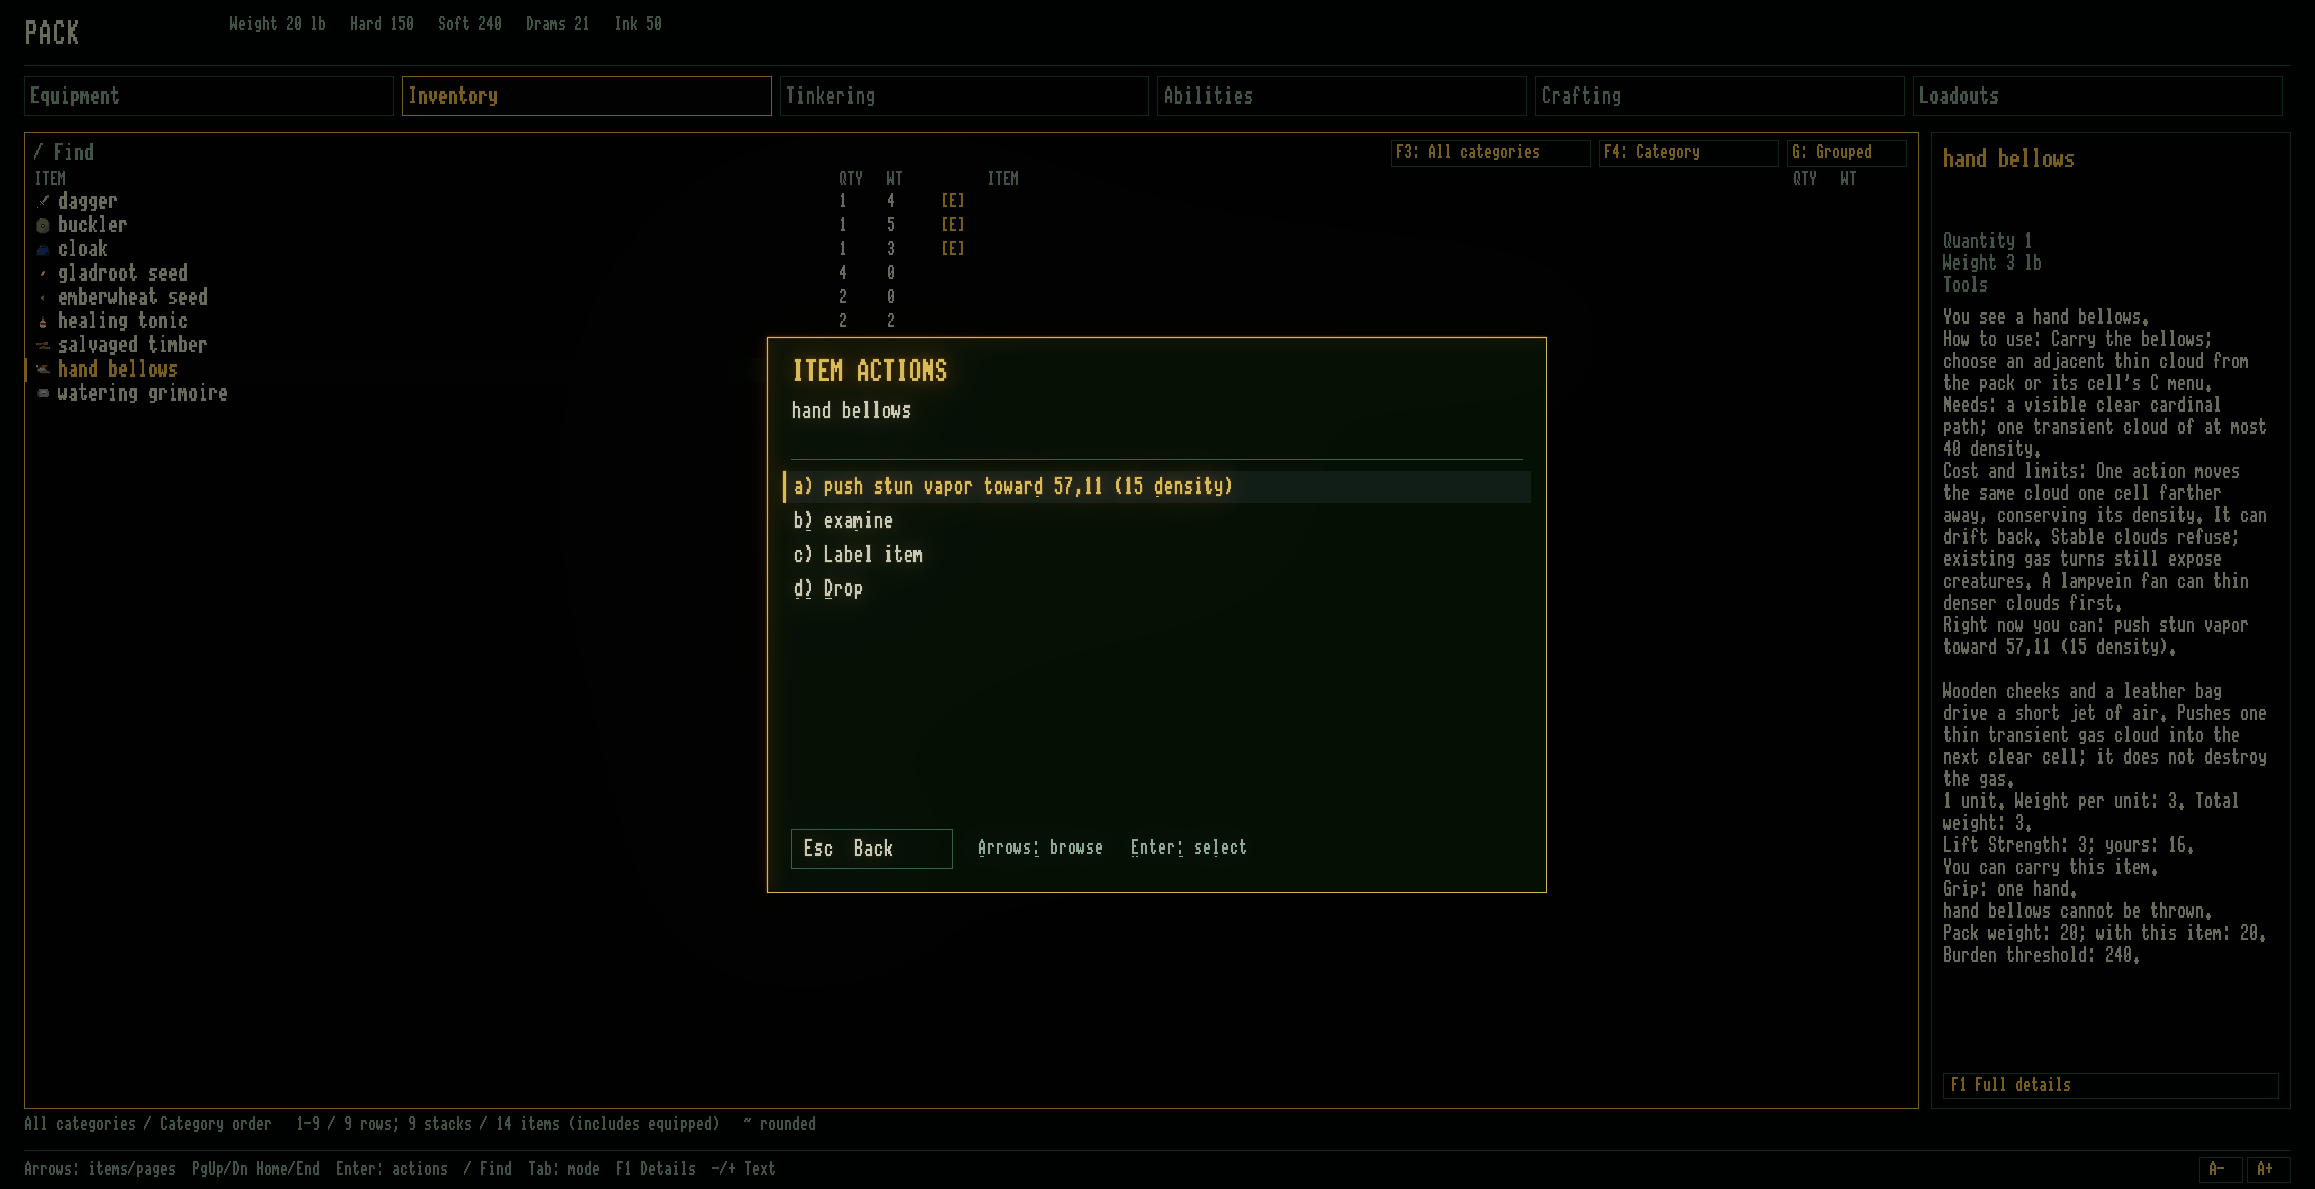 PACK
Weight 20 lb   Hard 150   Soft 240   Drams 21   Ink 50
Equipment
Inventory
Tinkering
Abilities
Crafting
Loadouts
/ Find
F3: All categories
F4: Category
G: Grouped
ITEM   QTY   WT   ITEM   QTY   WT
dagger   1   4   [E]
buckler   1   5   [E]
cloak   1   3   [E]
gladroot seed   4   0
emberwheat seed   2   0
healing tonic   2   2
salvaged timber
hand bellows
watering grimoire
ITEM ACTIONS
hand bellows
a) push stun vapor toward 57,11 (15 density)
b) examine
c) Label item
d) Drop
Esc  Back
Arrows: browse   Enter: select
hand bellows
Quantity 1
Weight 3 lb
Tools
You see a hand bellows.
How to use: Carry the bellows;
choose an adjacent thin cloud from
the pack or its cell's C menu.
Needs: a visible clear cardinal
path; one transient cloud of at most
40 density.
Cost and limits: One action moves
the same cloud one cell farther
away, conserving its density. It can
drift back. Stable clouds refuse;
existing gas turns still expose
creatures. A lampvein fan can thin
denser clouds first.
Right now you can: push stun vapor
toward 57,11 (15 density).
Wooden cheeks and a leather bag
drive a short jet of air. Pushes one
thin transient gas cloud into the
next clear cell; it does not destroy
the gas.
1 unit. Weight per unit: 3. Total
weight: 3.
Lift Strength: 3; yours: 16.
You can carry this item.
Grip: one hand.
hand bellows cannot be thrown.
Pack weight: 20; with this item: 20.
Burden threshold: 240.
F1 Full details
All categories / Category order   1-9 / 9 rows; 9 stacks / 14 items (includes equipped)   ~ rounded
Arrows: items/pages  PgUp/Dn Home/End  Enter: actions  / Find  Tab: mode  F1 Details  -/+ Text
A-
A+